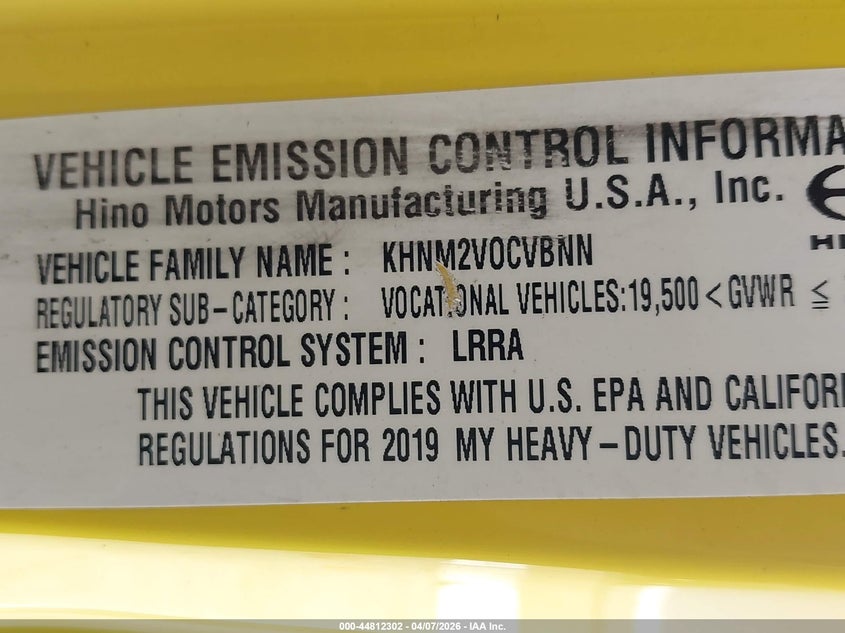 VEHICLE EMISSION CONTROL INFORMA
Hino Motors Manufacturing U.S.A., Inc.
HI
VEHICLE FAMILY NAME : KHNM2VOCVBNN
REGULATORY SUB-CATEGORY : VOCATIONAL VEHICLES:19,500 < GVWR ≤
EMISSION CONTROL SYSTEM : LRRA
THIS VEHICLE COMPLIES WITH U.S. EPA AND CALIFOR
REGULATIONS FOR 2019 MY HEAVY-DUTY VEHICLES.
000-44812302 - 04/07/2026 - IAA Inc.